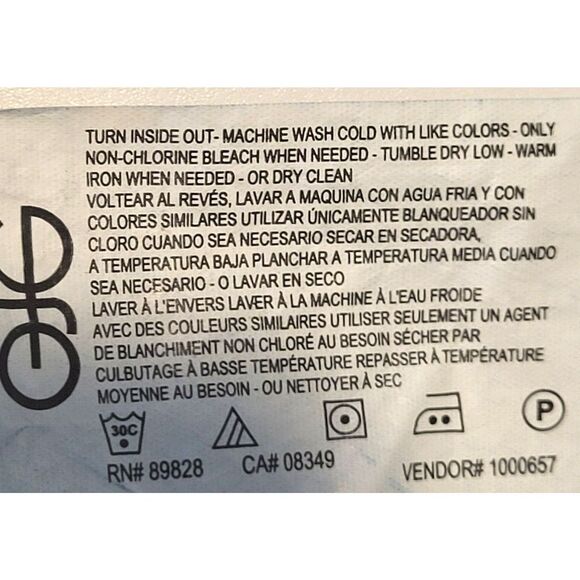 TURN INSIDE OUT- MACHINE WASH COLD WITH LIKE COLORS - ONLY
NON-CHLORINE BLEACH WHEN NEEDED - TUMBLE DRY LOW - WARM
IRON WHEN NEEDED - OR DRY CLEAN
VOLTEAR AL REVÉS, LAVAR A MAQUINA CON AGUA FRIA Y CON
COLORES SIMILARES UTILIZAR ÚNICAMENTE BLANQUEADOR SIN
CLORO CUANDO SEA NECESARIO SECAR EN SECADORA,
A TEMPERATURA BAJA PLANCHAR A TEMPERATURA MEDIA CUANDO
SEA NECESARIO - O LAVAR EN SECO
LAVER À L'ENVERS LAVER À LA MACHINE À L'EAU FROIDE
AVEC DES COULEURS SIMILAIRES UTILISER SEULEMENT UN AGENT
DE BLANCHIMENT NON CHLORÉ AU BESOIN SÉCHER PAR
CULBUTAGE À BASSE TEMPÉRATURE REPASSER À TEMPÉRATURE
MOYENNE AU BESOIN - OU NETTOYER À SEC
30C P
RN# 89828 CA# 08349 VENDOR# 1000657